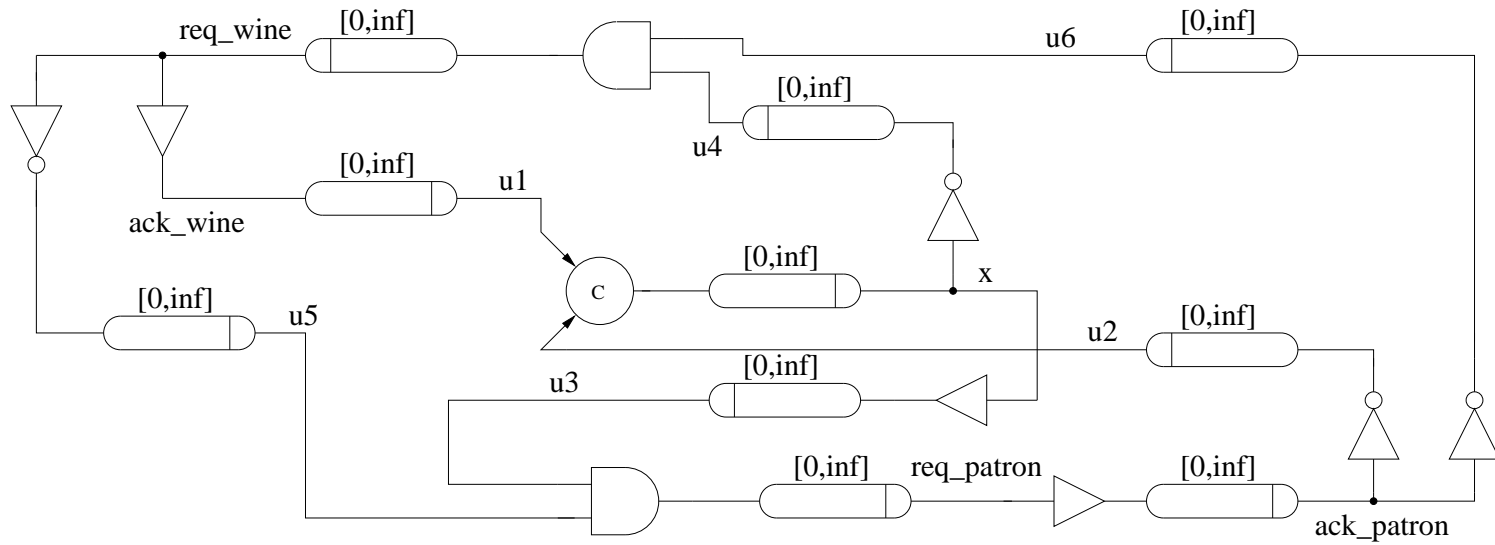 [0,inf]
[0,inf]
req_wine
u6
[0,inf]
u4
[0,inf]
u1
ack_wine
[0,inf]
x
C
[0,inf]
[0,inf]
u5
u2
[0,inf]
u3
[0,inf]
req_patron
[0,inf]
ack_patron